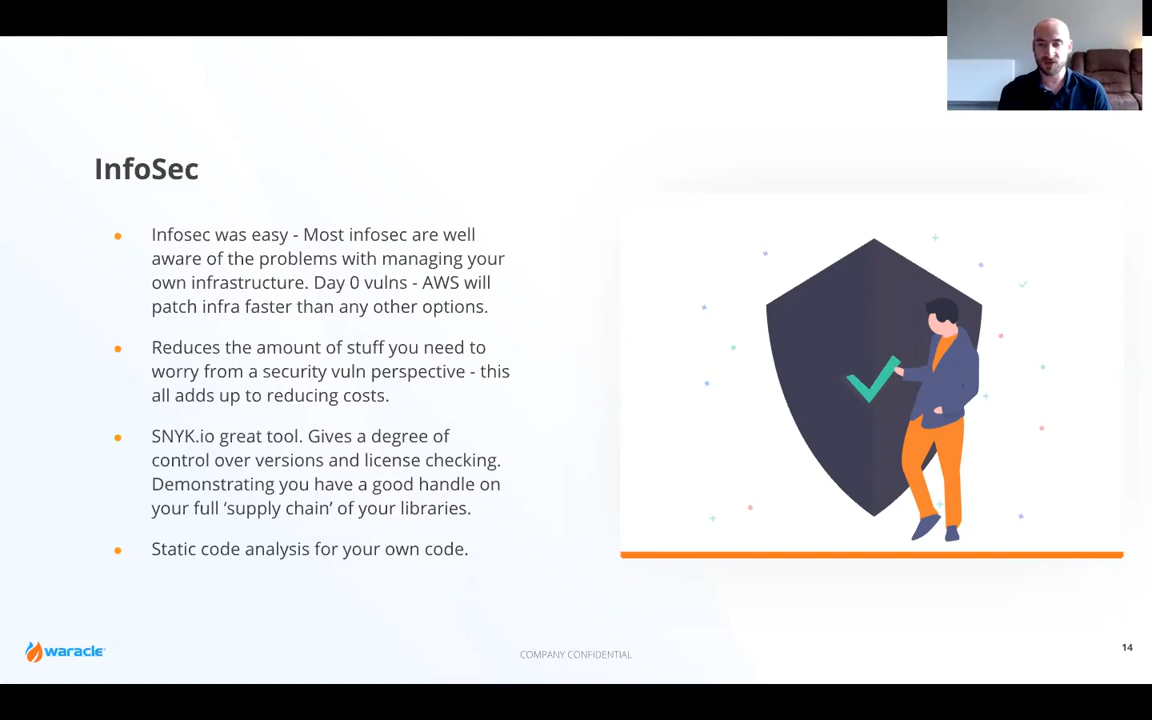 InfoSec
Infosec was easy - Most infosec are well
aware of the problems with managing your
own infrastructure. Day 0 vulns - AWS will
patch infra faster than any other options.
Reduces the amount of stuff you need to
worry from a security vuln perspective - this
all adds up to reducing costs.
SNYK.io great tool. Gives a degree of
control over versions and license checking.
Demonstrating you have a good handle on
your full ‘supply chain’ of your libraries.
Static code analysis for your own code.
waracle
COMPANY CONFIDENTIAL
14